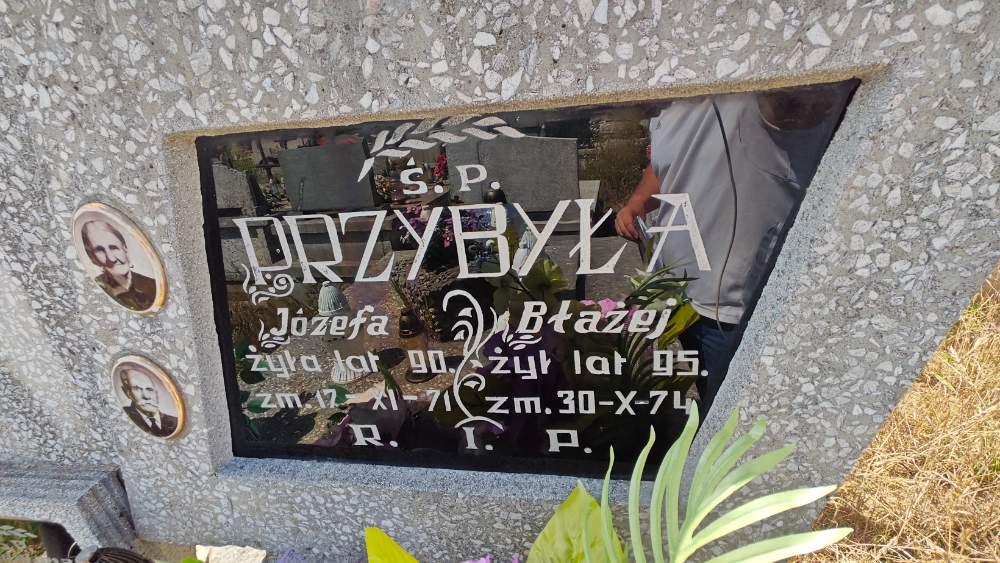 Ś. P.
PRZYBYŁA
Józefa Błażej
żyła lat 90. żył lat 95.
zm. 12-XI-71 zm. 30-X-74
R. I. P.